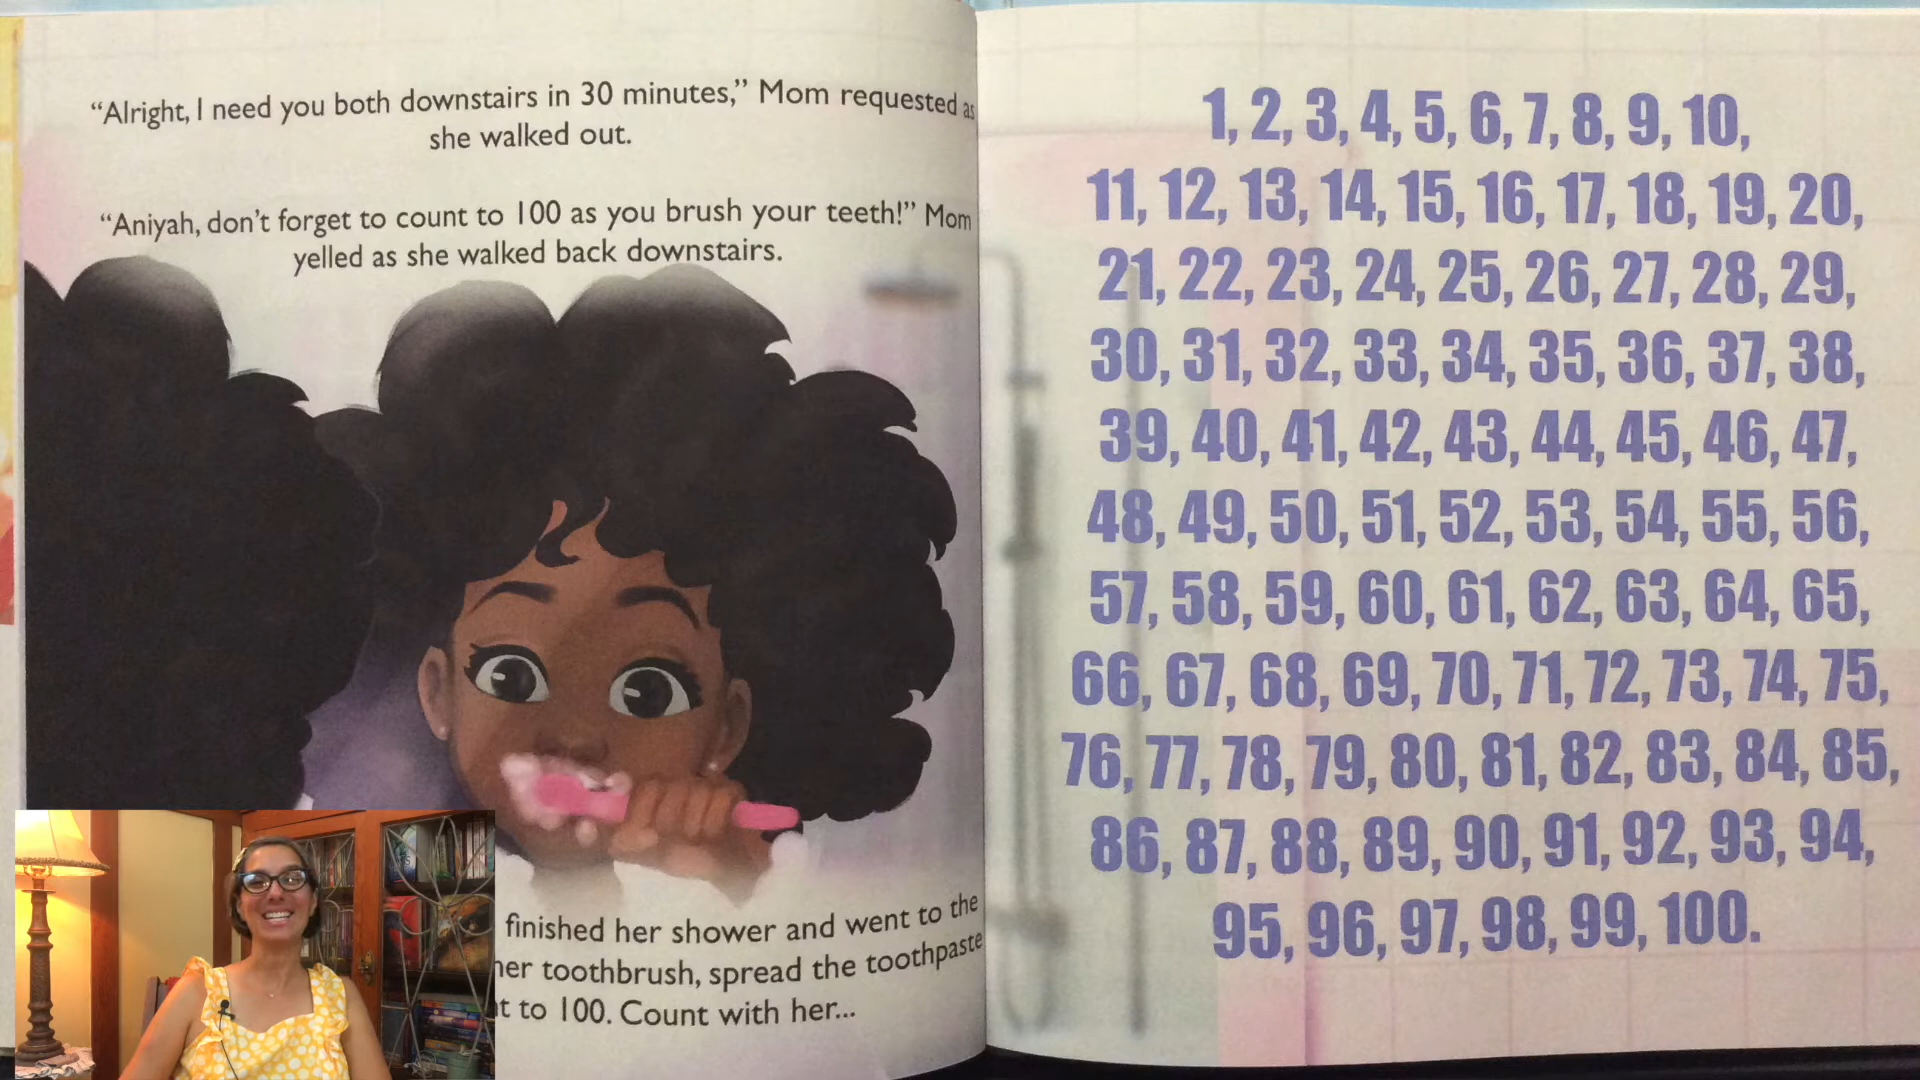 “Alright, I need you both downstairs in 30 minutes,” Mom requested as
she walked out.
“Aniyah, don’t forget to count to 100 as you brush your teeth!” Mom
yelled as she walked back downstairs.
finished her shower and went to the
her toothbrush, spread the toothpaste
to 100. Count with her...
1, 2, 3, 4, 5, 6, 7, 8, 9, 10,
11, 12, 13, 14, 15, 16, 17, 18, 19, 20,
21, 22, 23, 24, 25, 26, 27, 28, 29,
30, 31, 32, 33, 34, 35, 36, 37, 38,
39, 40, 41, 42, 43, 44, 45, 46, 47,
48, 49, 50, 51, 52, 53, 54, 55, 56,
57, 58, 59, 60, 61, 62, 63, 64, 65,
66, 67, 68, 69, 70, 71, 72, 73, 74, 75,
76, 77, 78, 79, 80, 81, 82, 83, 84, 85,
86, 87, 88, 89, 90, 91, 92, 93, 94,
95, 96, 97, 98, 99, 100.